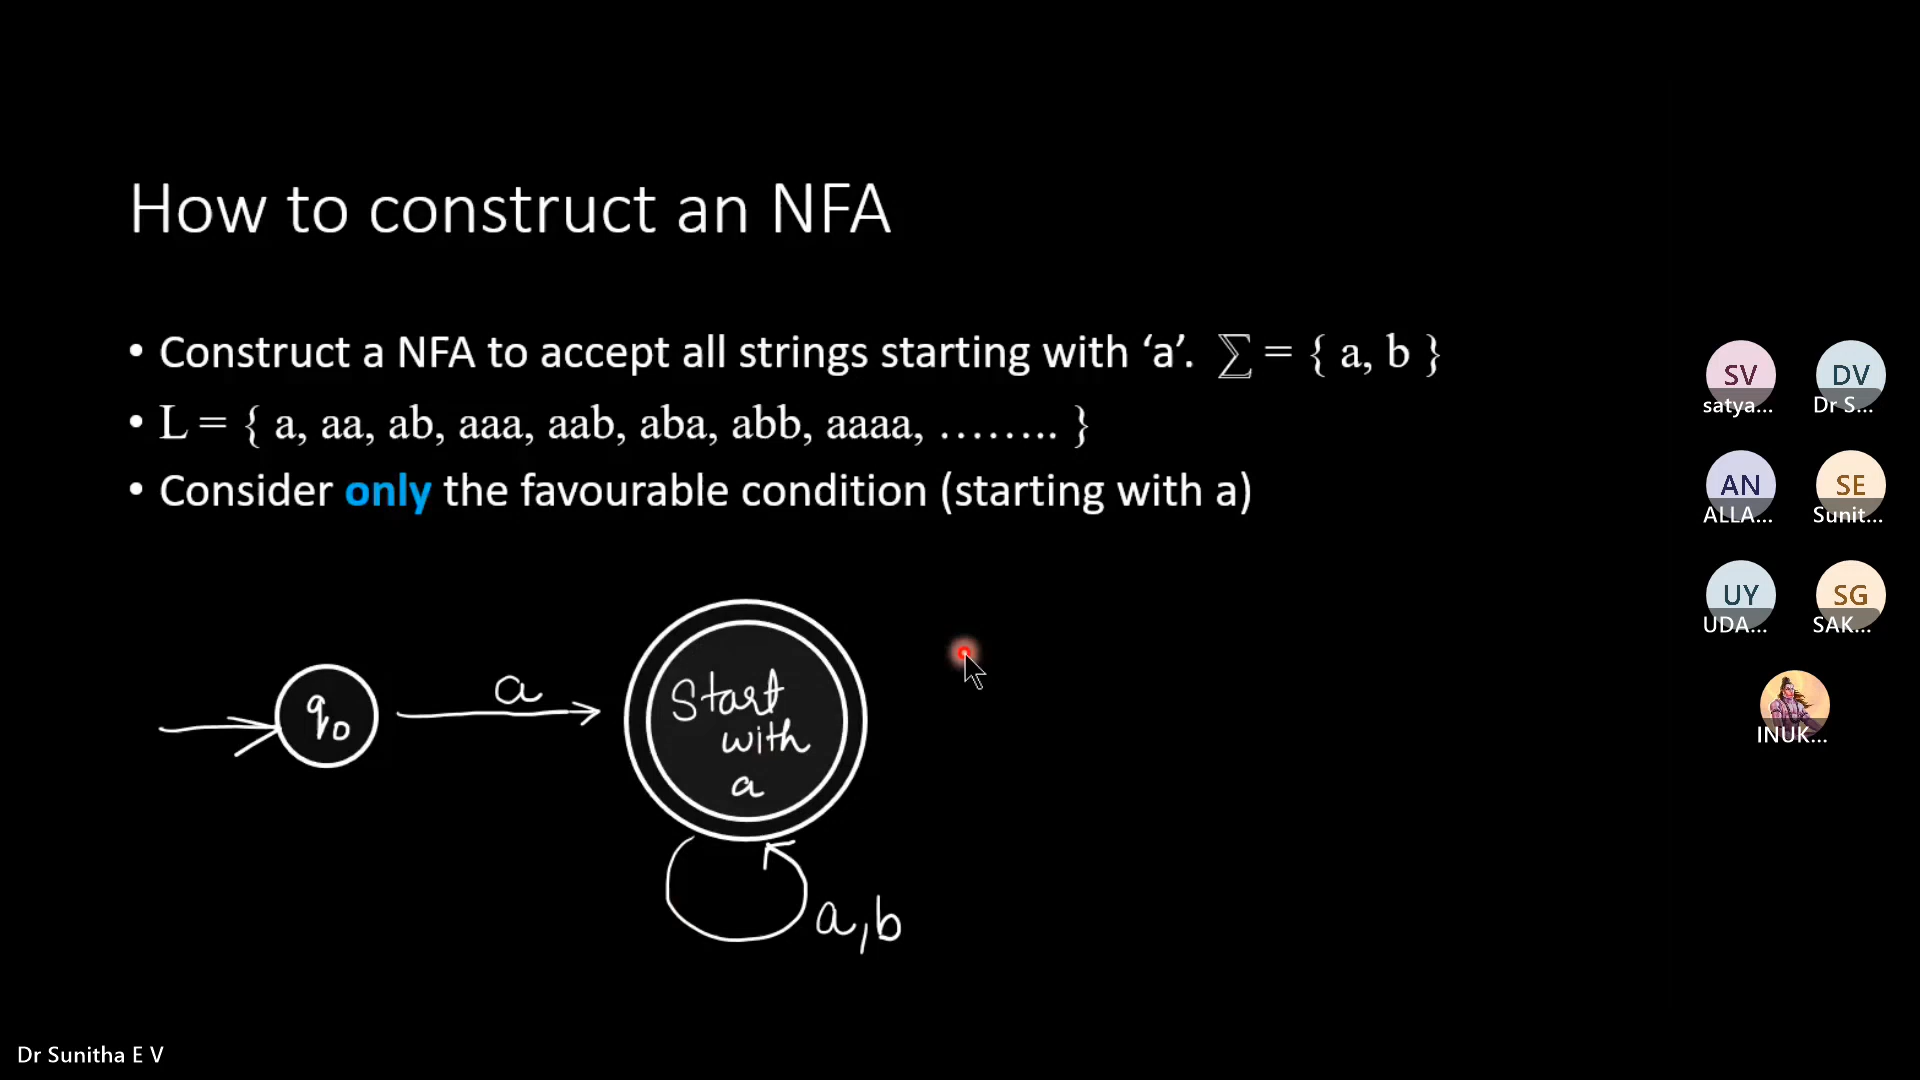 How to construct an NFA
• Construct a NFA to accept all strings starting with ‘a’. ∑ = { a, b }
• L = { a, aa, ab, aaa, aab, aba, abb, aaaa, …….. }
• Consider only the favourable condition (starting with a)
q0
a
Start
with
a
a,b
SV
satya...
DV
Dr S...
AN
ALLA...
SE
Sunit...
UY
UDA...
SG
SAK...
INUK...
Dr Sunitha E V